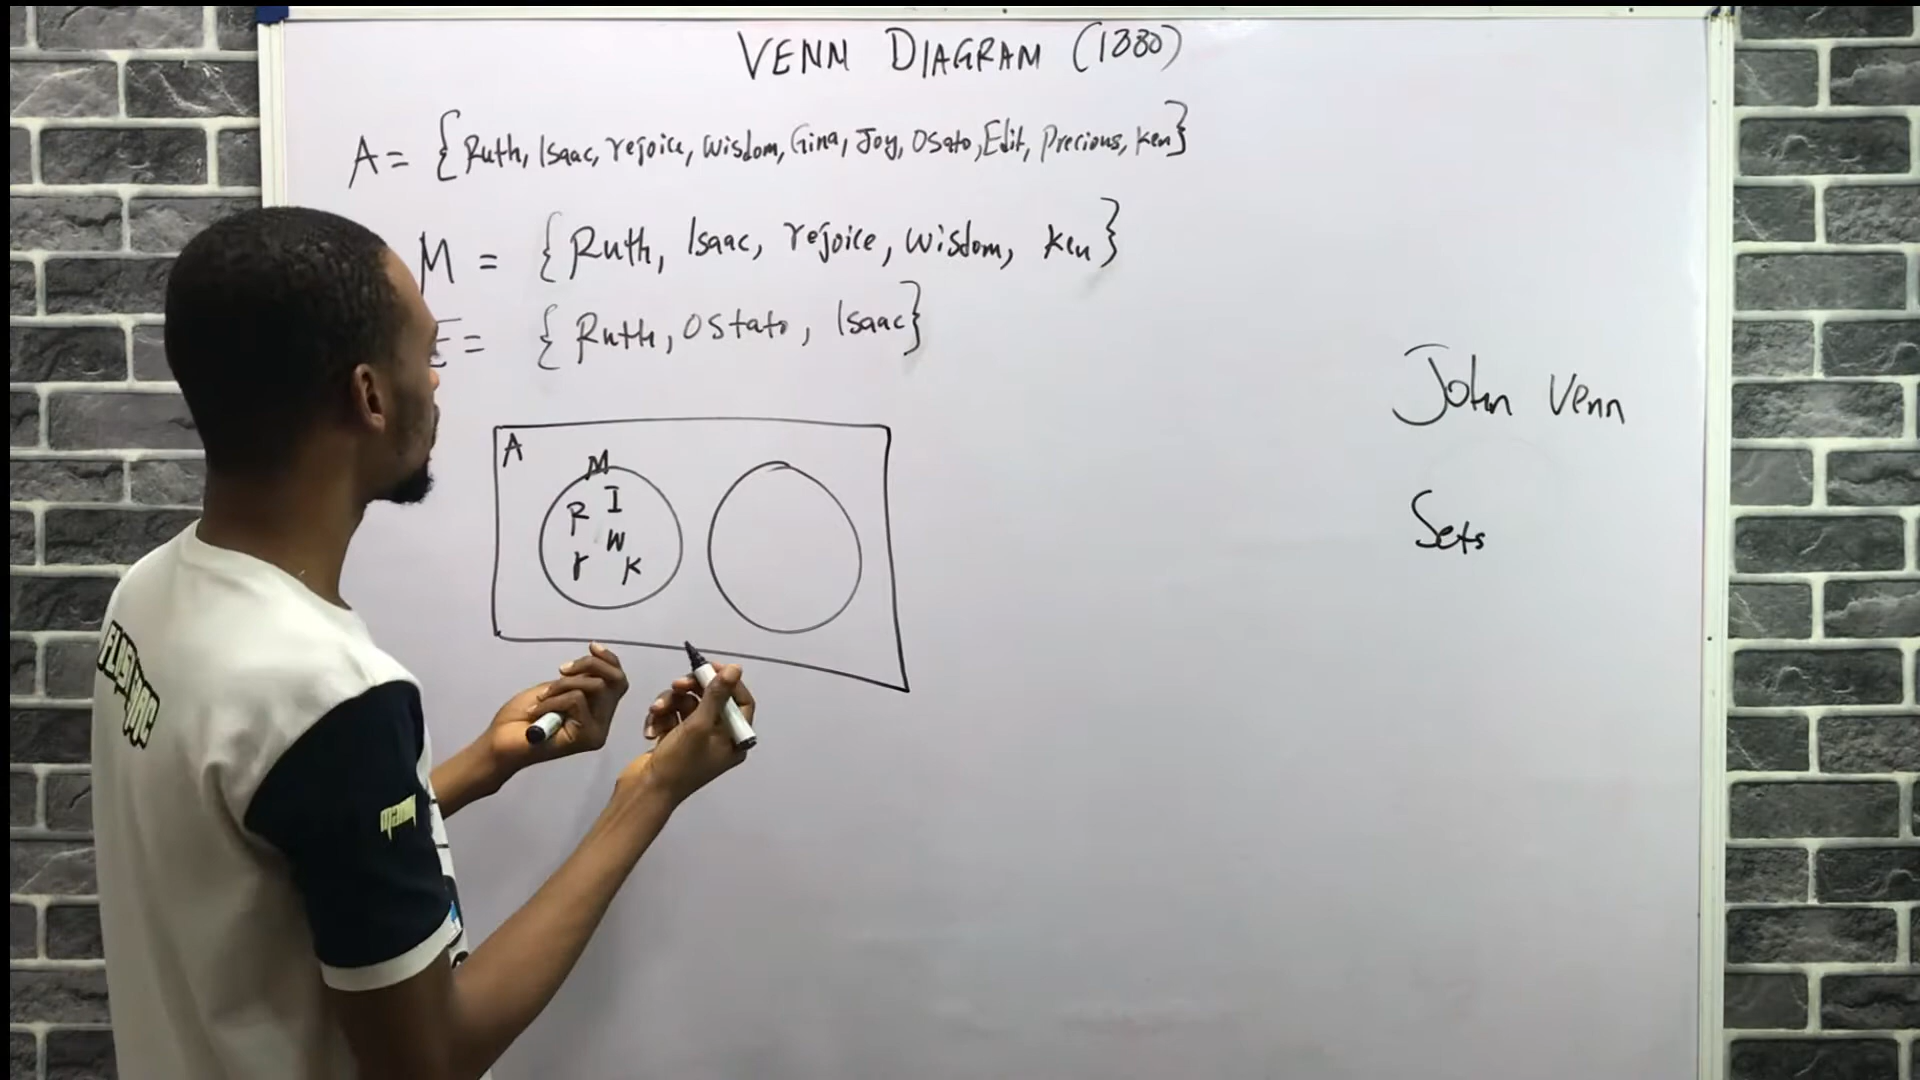 VENN DIAGRAM (1880)
A = {Ruth, Isaac, rejoice, Wisdom, Gina, Joy, Osato, Edit, Precious, Ken}
M = {Ruth, Isaac, rejoice, Wisdom, Ken}
E = {Ruth, Ostato, Isaac}
John Venn
Sets
A
M
R I
W
r K